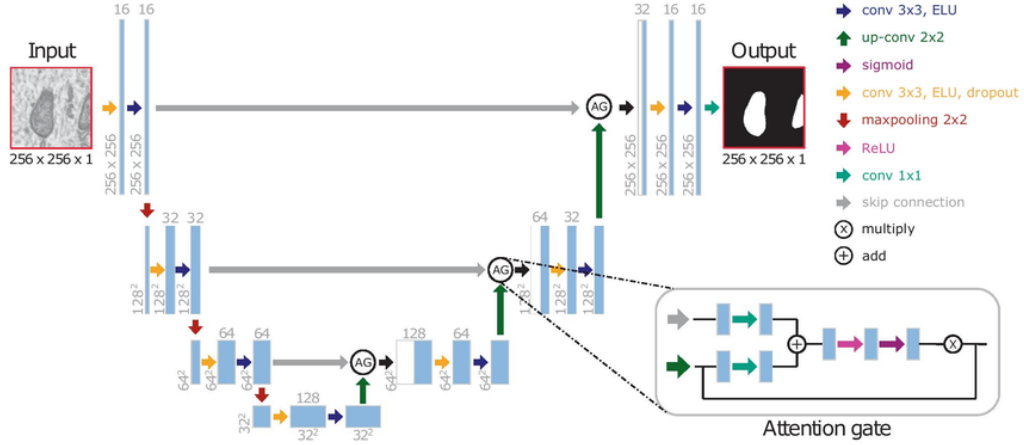 Input
256 x 256 x 1
16 16
256 x 256
256 x 256
AG
32 16 16
256 x 256
256 x 256
256 x 256
Output
256 x 256 x 1
conv 3x3, ELU
up-conv 2x2
sigmoid
conv 3x3, ELU, dropout
maxpooling 2x2
ReLU
conv 1x1
skip connection
multiply
add
32 32
128²
128²
128²
AG
64 32
128²
64 64
64²
64²
64²
AG
128 64
64²
64²
64²
128
32²
32²
32²
Attention gate